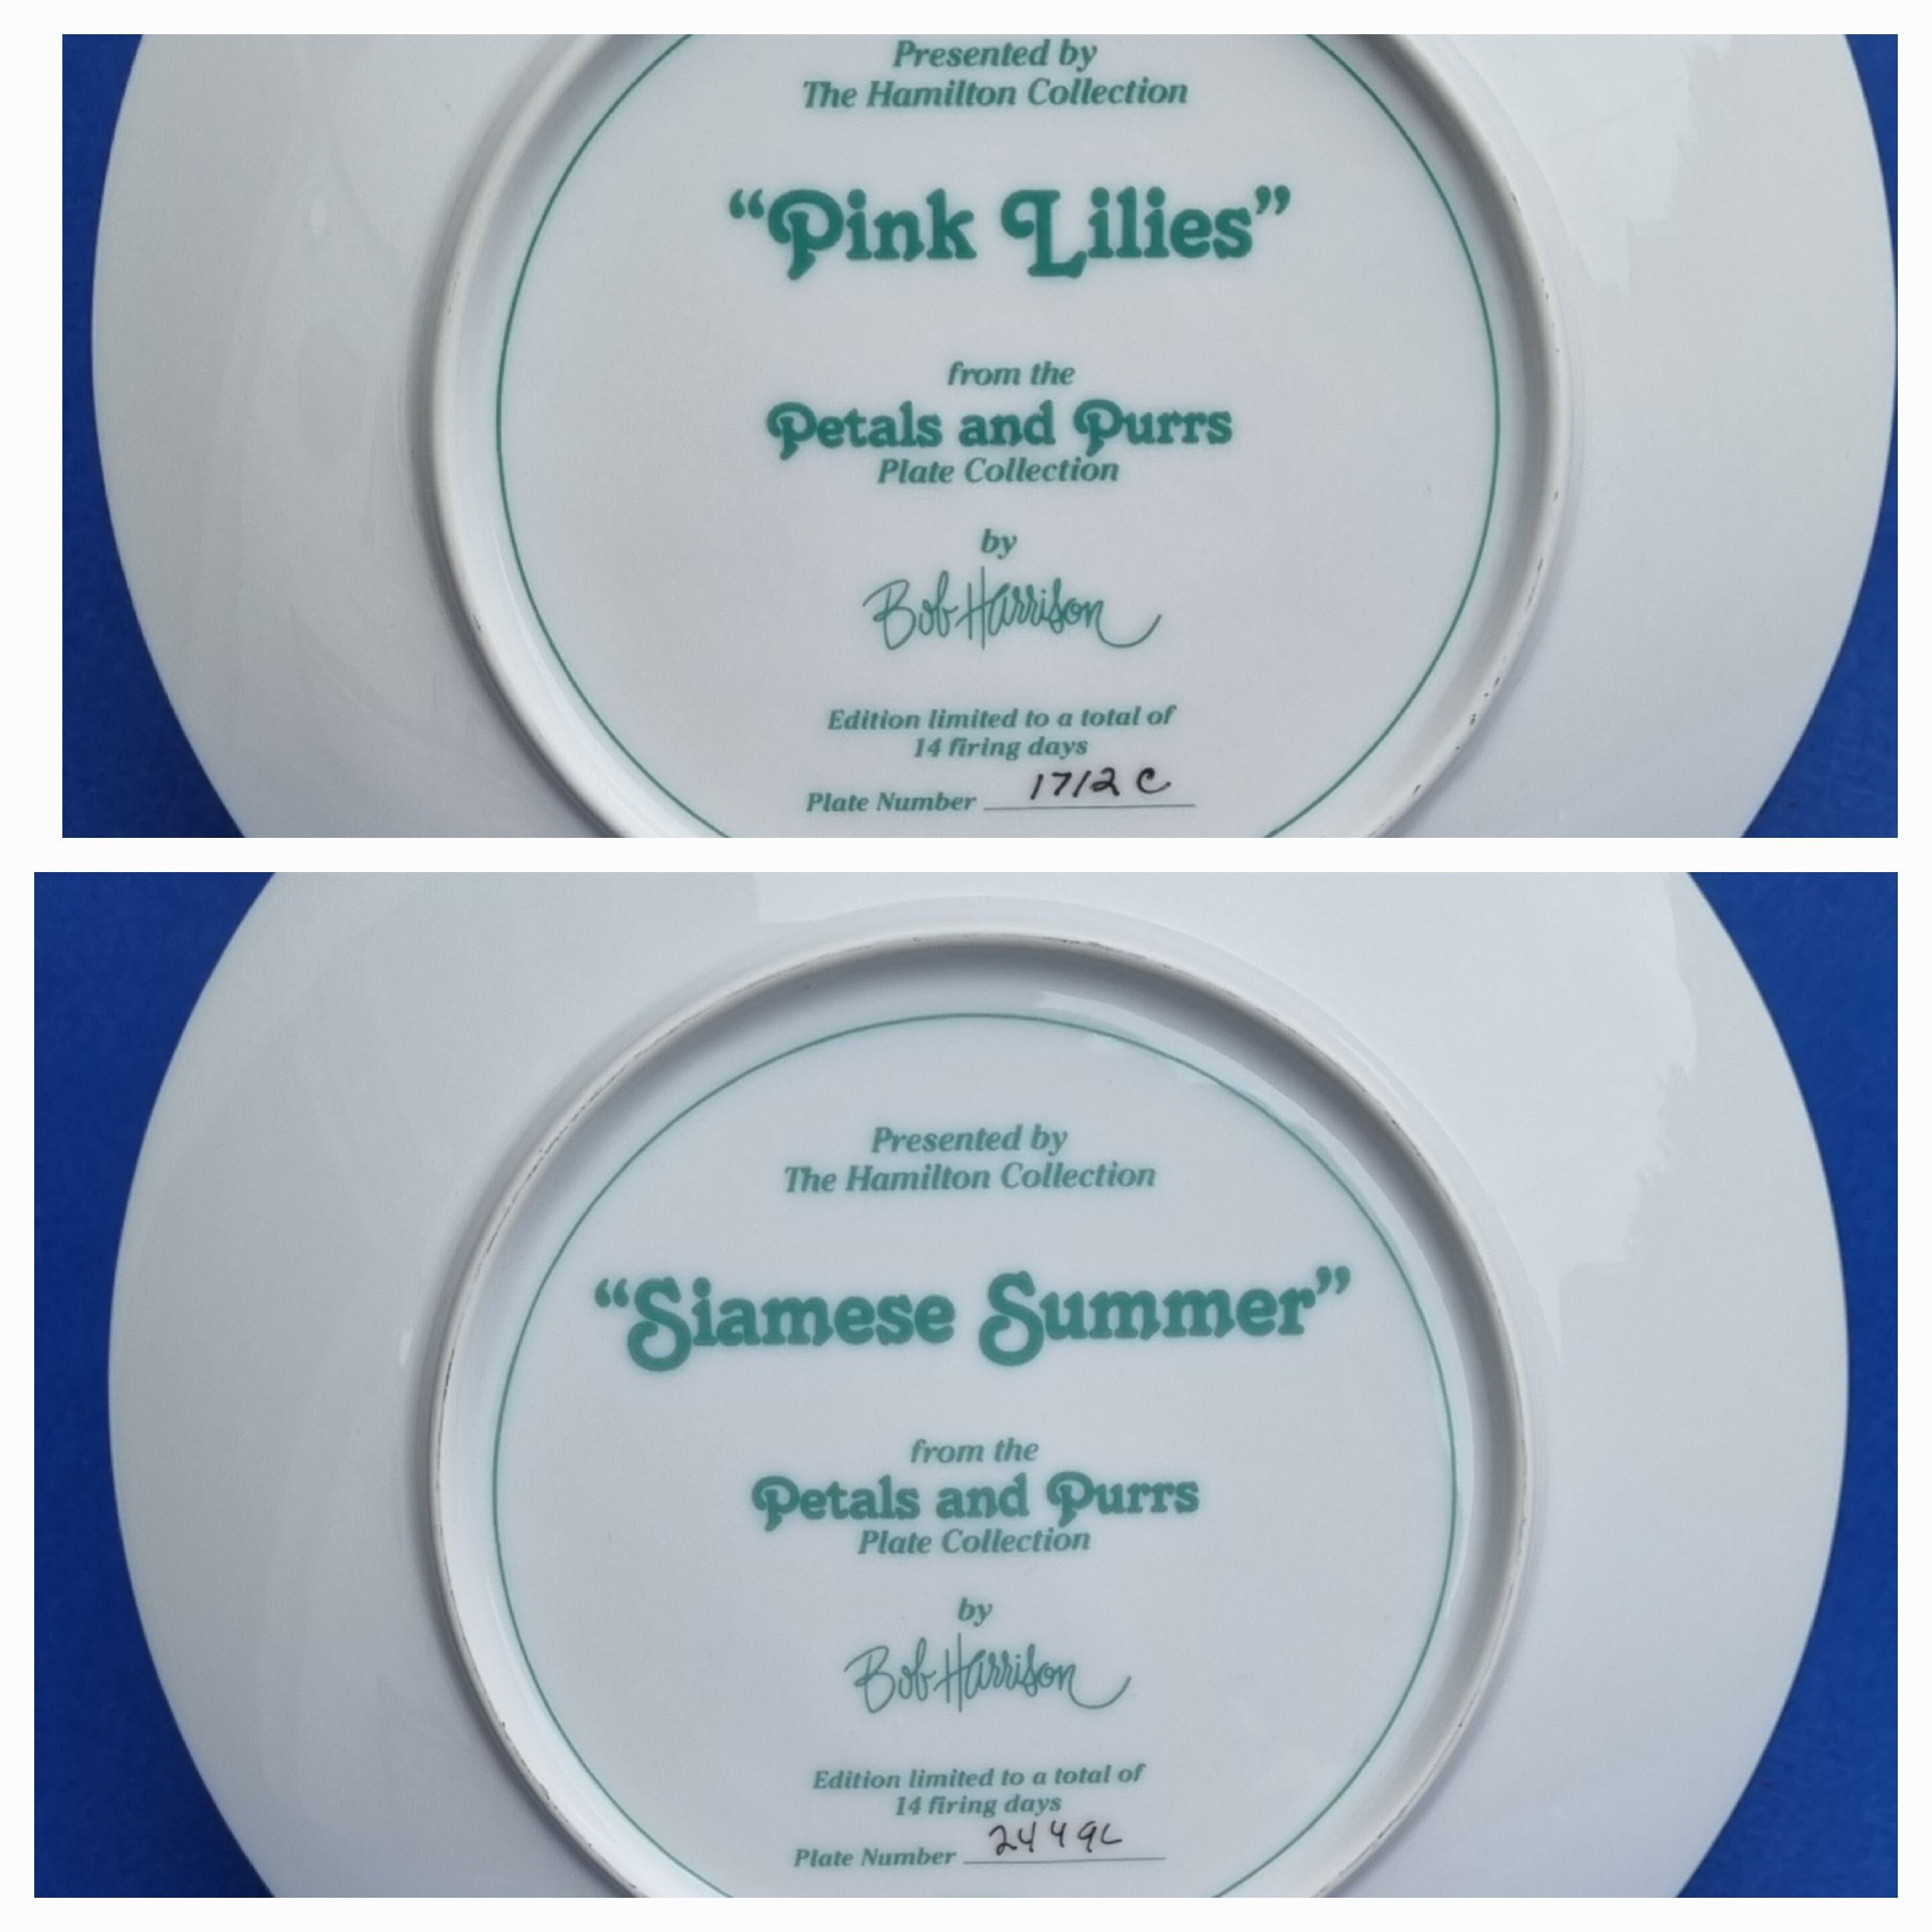 Presented by
The Hamilton Collection
“Pink Lilies”
from the
Petals and Purrs
Plate Collection
by
Bob Harrison
Edition limited to a total of
14 firing days
Plate Number 1712 C
Presented by
The Hamilton Collection
“Siamese Summer”
from the
Petals and Purrs
Plate Collection
by
Bob Harrison
Edition limited to a total of
14 firing days
Plate Number 2449C